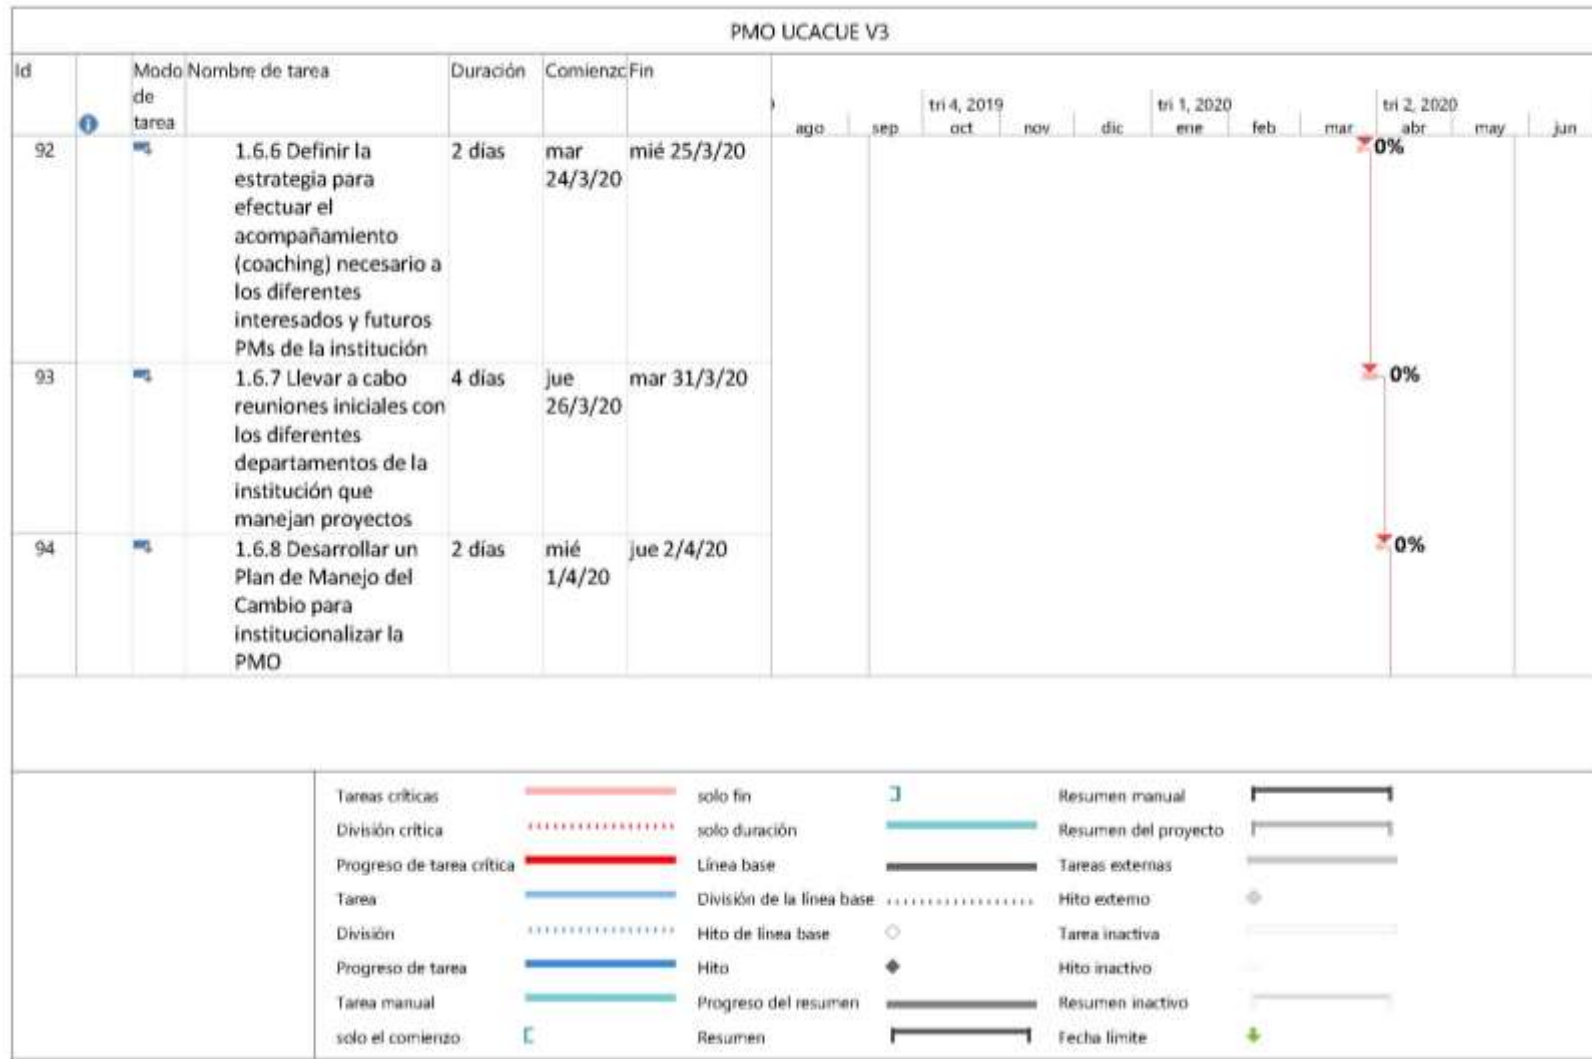 PMO UCACUE V3
Id Modo Nombre de tarea Duración Comienzo Fin
de
tarea
tri 4, 2019 tri 1, 2020 tri 2, 2020
ago sep oct nov dic ene feb mar abr may jun
92 1.6.6 Definir la 2 días mar mié 25/3/20 0%
estrategia para 24/3/20
efectuar el
acompañamiento
(coaching) necesario a
los diferentes
interesados y futuros
PMs de la institución
93 1.6.7 Llevar a cabo 4 días jue mar 31/3/20 0%
reuniones iniciales con 26/3/20
los diferentes
departamentos de la
institución que
manejan proyectos
94 1.6.8 Desarrollar un 2 días mié jue 2/4/20 0%
Plan de Manejo del 1/4/20
Cambio para
institucionalizar la
PMO
Tareas críticas solo fin Resumen manual
División crítica solo duración Resumen del proyecto
Progreso de tarea crítica Línea base Tareas externas
Tarea División de la línea base Hito externo
División Hito de línea base Tarea inactiva
Progreso de tarea Hito Hito inactivo
Tarea manual Progreso del resumen Resumen inactivo
solo el comienzo Resumen Fecha límite